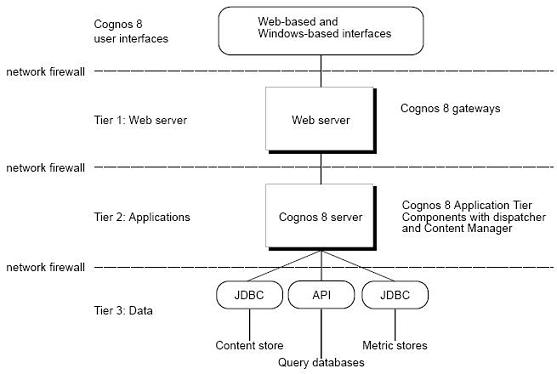 Cognos 8
user interfaces
Web-based and
Windows-based interfaces
network firewall
Tier 1: Web server
Web server
Cognos 8 gateways
network firewall
Tier 2: Applications
Cognos 8 server
Cognos 8 Application Tier
Components with dispatcher
and Content Manager
network firewall
JDBC
API
JDBC
Tier 3: Data
Content store
Query databases
Metric stores